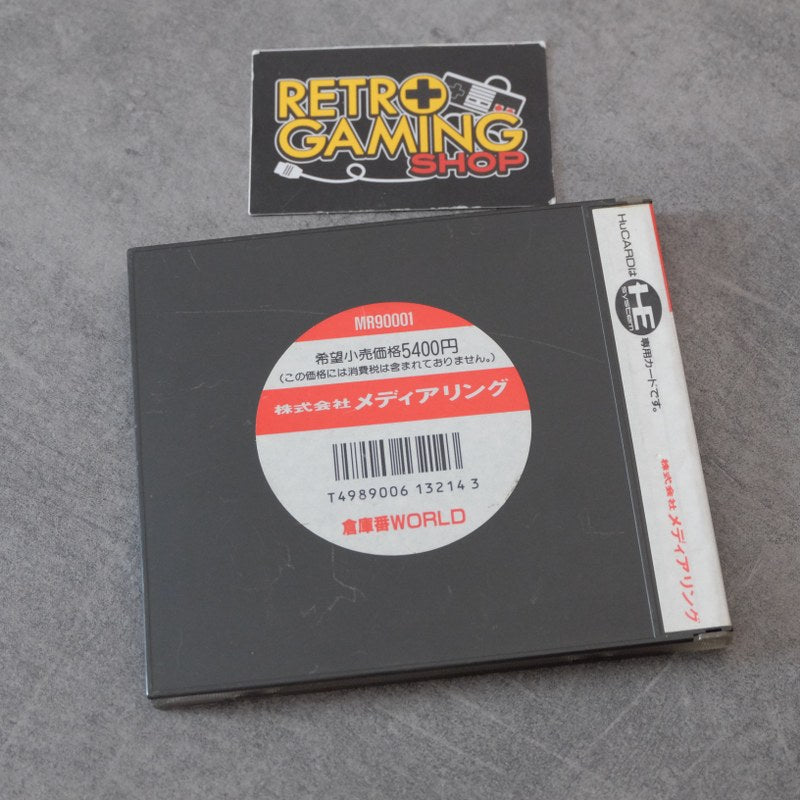 RETRO
GAMING
SHOP
MR90001
希望小売価格5400円
(この価格には消費税は含まれておりません。)
株式会社 メディアリング
T4989006 132143
倉庫番WORLD
HuCARDは
HE
SYSTEM
専用カードです。
株式会社 メディアリング